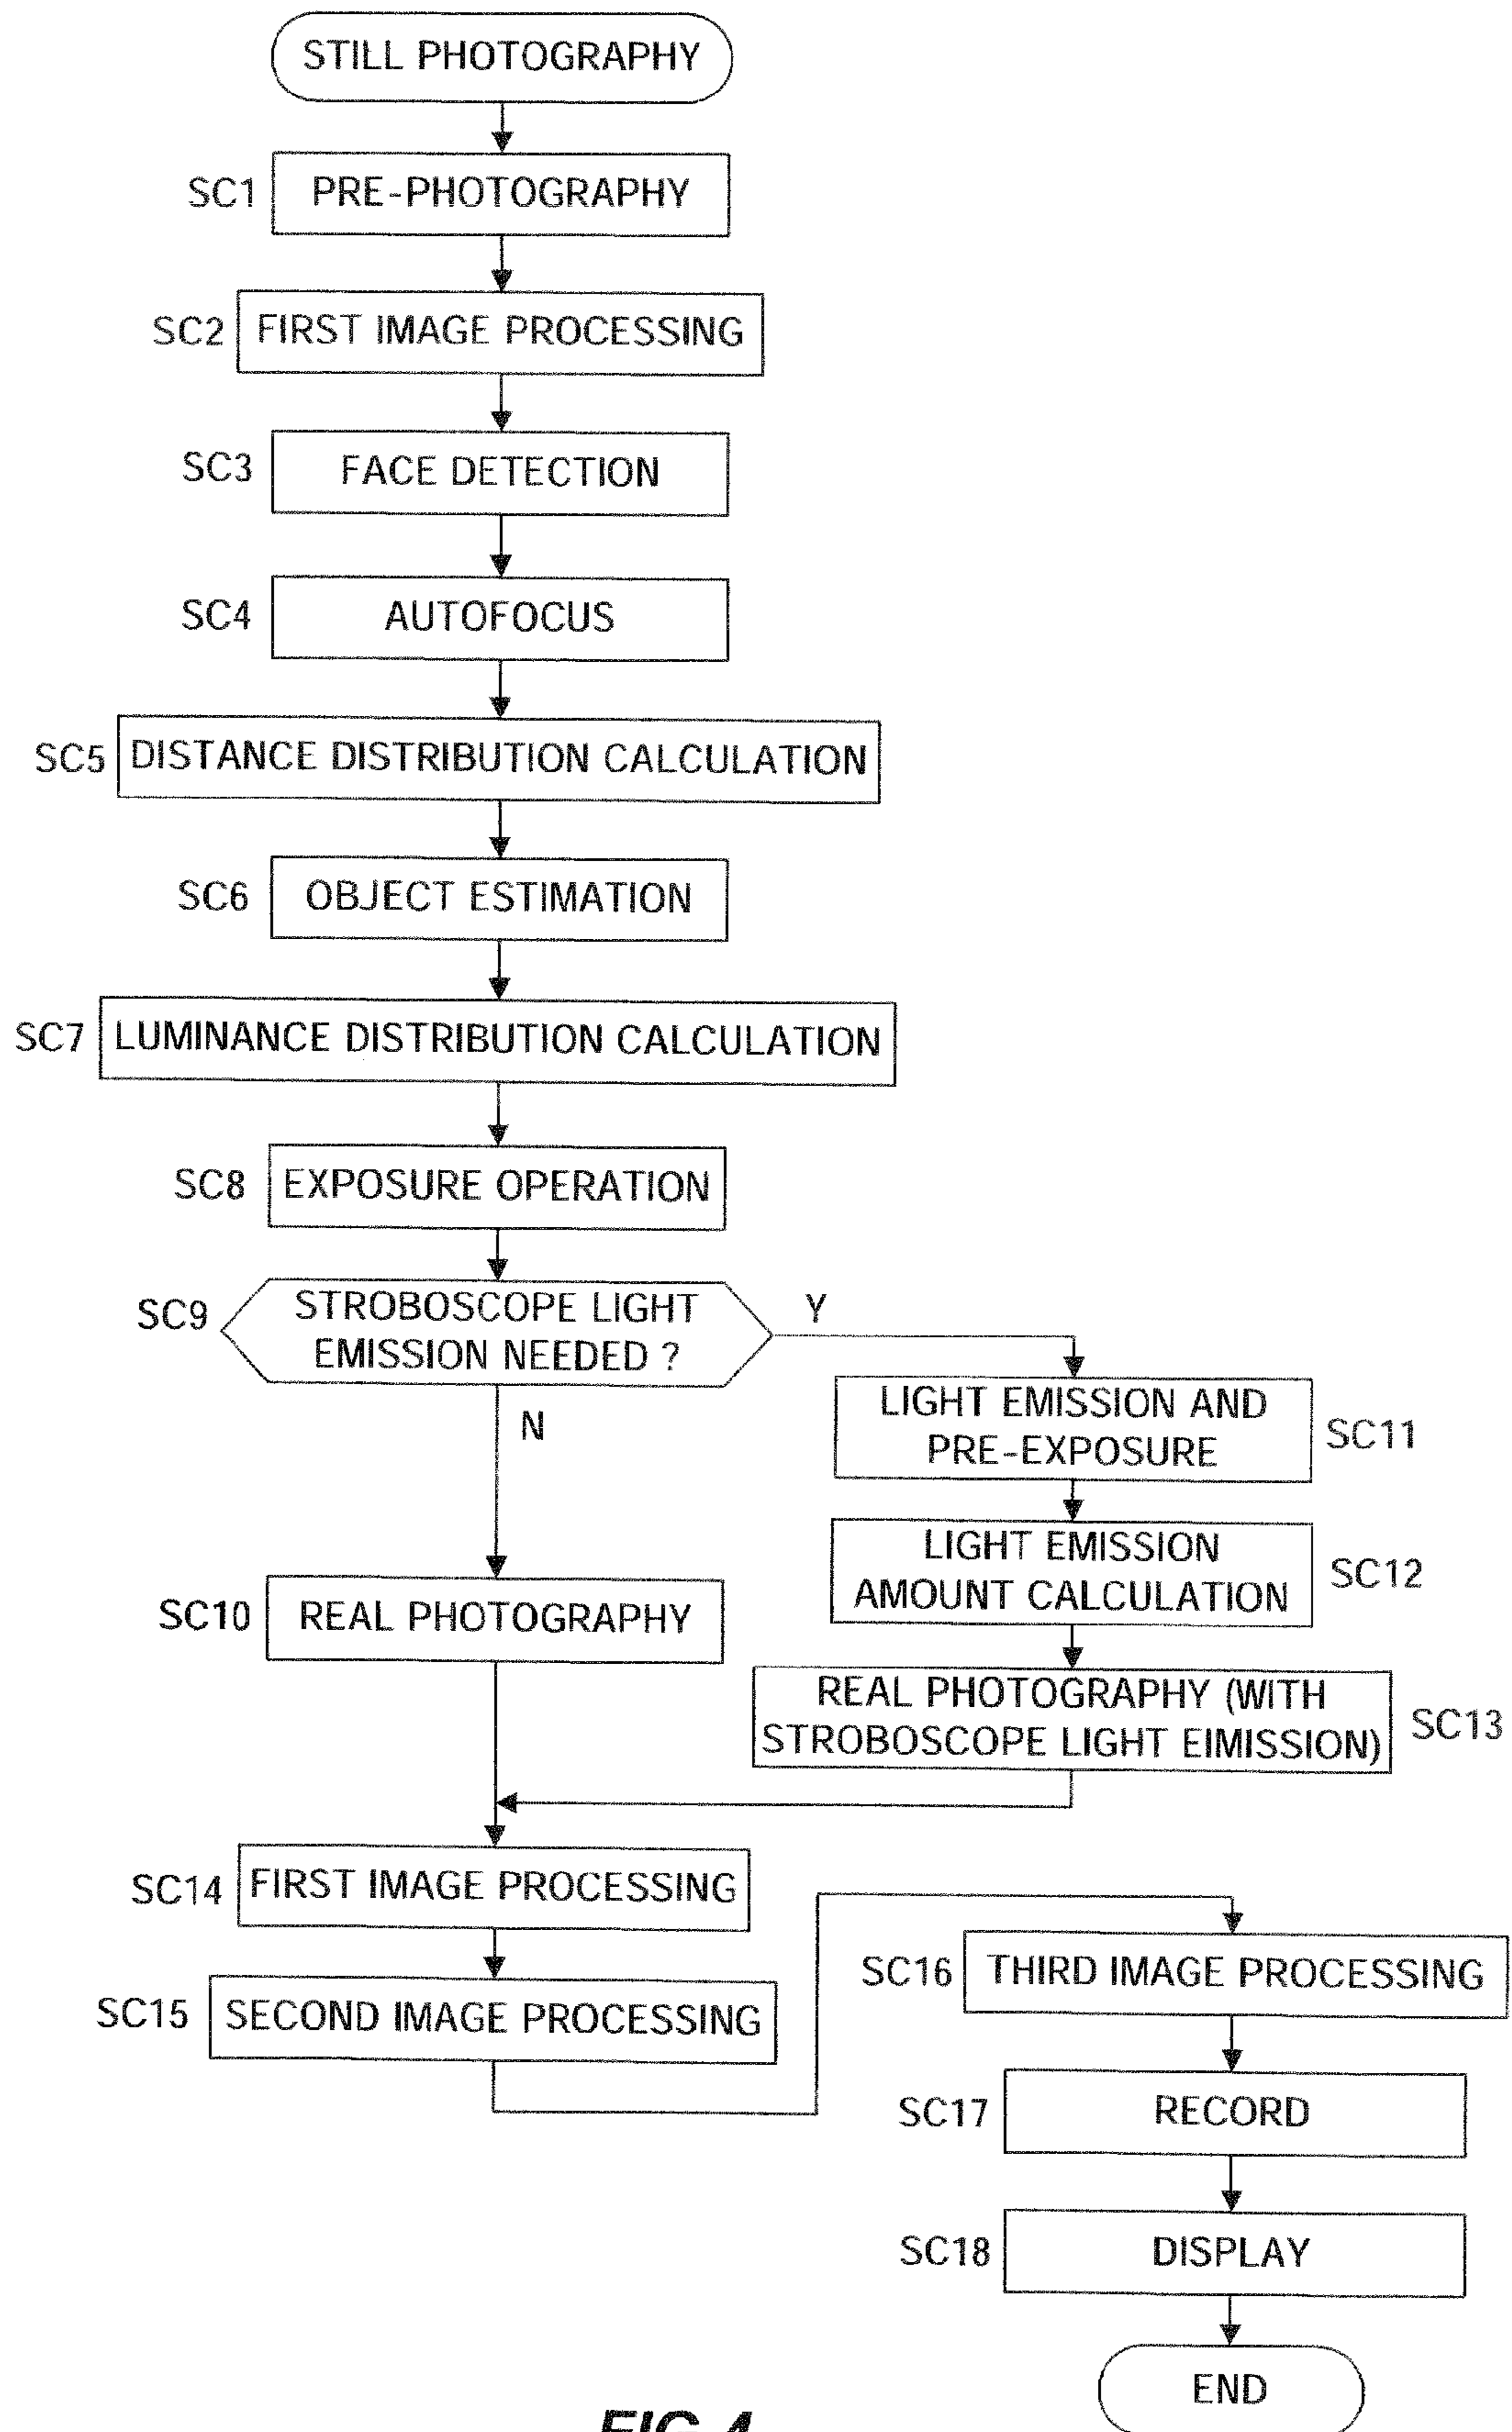 STILL PHOTOGRAPHY
SC1 PRE-PHOTOGRAPHY
SC2 FIRST IMAGE PROCESSING
SC3 FACE DETECTION
SC4 AUTOFOCUS
SC5 DISTANCE DISTRIBUTION CALCULATION
SC6 OBJECT ESTIMATION
SC7 LUMINANCE DISTRIBUTION CALCULATION
SC8 EXPOSURE OPERATION
SC9 STROBOSCOPE LIGHT
EMISSION NEEDED ?
Y
N
LIGHT EMISSION AND
PRE-EXPOSURE
SC11
LIGHT EMISSION
AMOUNT CALCULATION
SC12
SC10 REAL PHOTOGRAPHY
REAL PHOTOGRAPHY (WITH
STROBOSCOPE LIGHT EIMISSION)
SC13
SC14 FIRST IMAGE PROCESSING
SC15 SECOND IMAGE PROCESSING
SC16 THIRD IMAGE PROCESSING
SC17 RECORD
SC18 DISPLAY
END
FIG.4